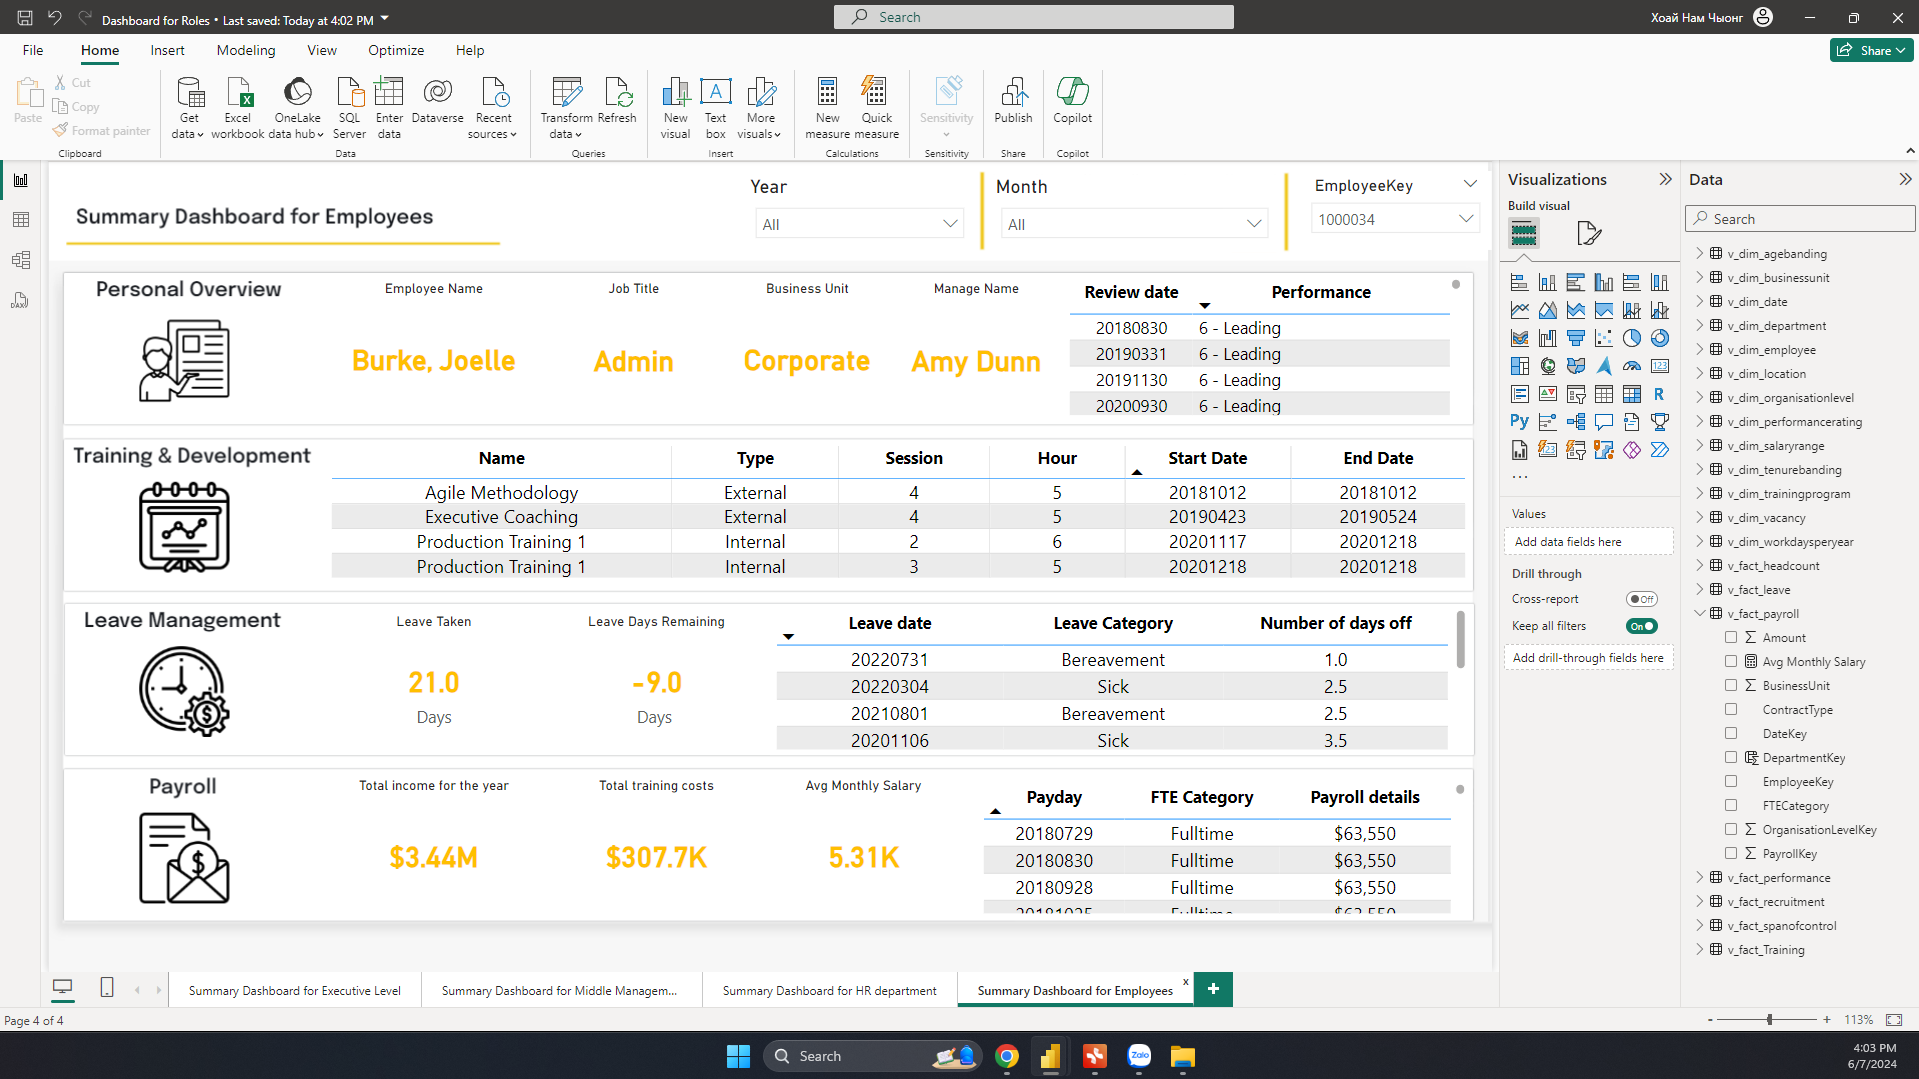 Dashboard for Roles • Last saved: Today at 4:02 PM
Search
Хоай Нам Чыонг
File
Home
Insert
Modeling
View
Optimize
Help
Share
Paste
Cut
Copy
Format painter
Clipboard
Get data
Excel workbook
OneLake data hub
SQL Server
Enter data
Dataverse
Recent sources
Data
Transform data
Refresh
Queries
New visual
Text box
More visuals
Insert
New measure
Quick measure
Calculations
Sensitivity
Sensitivity
Publish
Share
Copilot
Copilot
Summary Dashboard for Employees
Year
All
Month
All
EmployeeKey
1000034
Personal Overview
Employee Name
Job Title
Business Unit
Manage Name
Burke, Joelle
Admin
Corporate
Amy Dunn
Review date Performance
20180830 6 - Leading
20190331 6 - Leading
20191130 6 - Leading
20200930 6 - Leading
Training & Development
Name Type Session Hour Start Date End Date
Agile Methodology External 4 5 20181012 20181012
Executive Coaching External 4 5 20190423 20190524
Production Training 1 Internal 2 6 20201117 20201218
Production Training 1 Internal 3 5 20201218 20201218
Leave Management
Leave Taken
21.0
Days
Leave Days Remaining
-9.0
Days
Leave date Leave Category Number of days off
20220731 Bereavement 1.0
20220304 Sick 2.5
20210801 Bereavement 2.5
20201106 Sick 3.5
Payroll
Total income for the year
$3.44M
Total training costs
$307.7K
Avg Monthly Salary
5.31K
Payday FTE Category Payroll details
20180729 Fulltime $63,550
20180830 Fulltime $63,550
20180928 Fulltime $63,550
20181025 Fulltime $63,550
Visualizations
Build visual
R
Py
123
123
...
Values
Add data fields here
Drill through
Cross-report
Off
Keep all filters
On
Add drill-through fields here
Data
Search
v_dim_agebanding
v_dim_businessunit
v_dim_date
v_dim_department
v_dim_employee
v_dim_location
v_dim_organisationlevel
v_dim_performancerating
v_dim_salaryrange
v_dim_tenurebanding
v_dim_trainingprogram
v_dim_vacancy
v_dim_workdaysperyear
v_fact_headcount
v_fact_leave
v_fact_payroll
Amount
Avg Monthly Salary
BusinessUnit
ContractType
DateKey
DepartmentKey
EmployeeKey
FTECategory
OrganisationLevelKey
PayrollKey
v_fact_performance
v_fact_recruitment
v_fact_spanofcontrol
v_fact_Training
DAX
Summary Dashboard for Executive Level
Summary Dashboard for Middle Managem...
Summary Dashboard for HR department
Summary Dashboard for Employees
x
+
Page 4 of 4
- + 113%
Search
Zalo
4:03 PM
6/7/2024